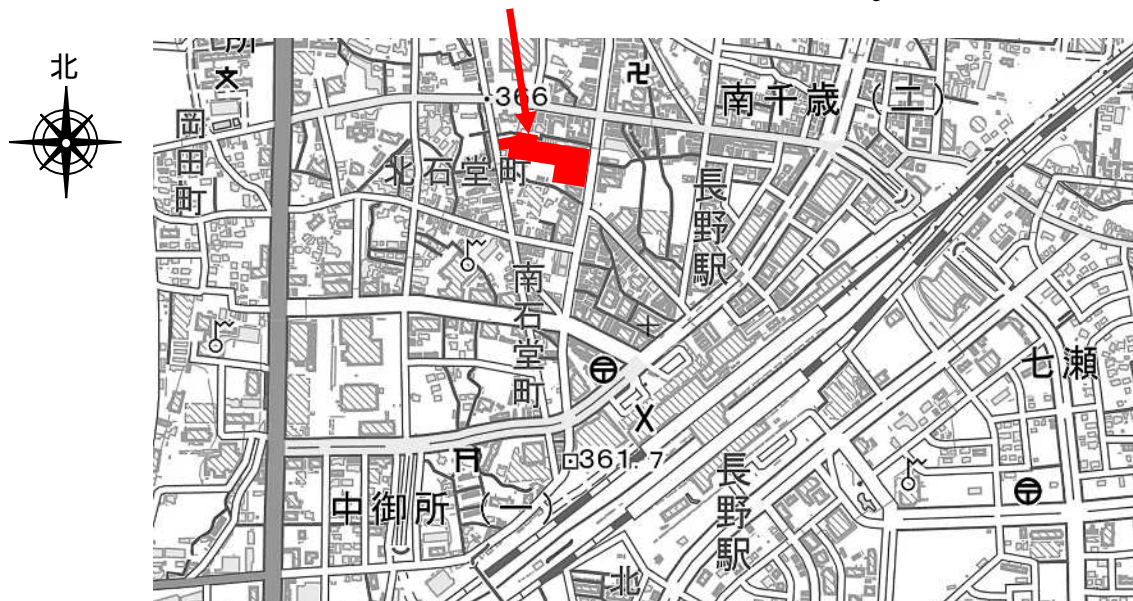 北
所
・366
南千歳(二)
岡田町
北石堂町
長野駅
南石堂町
七瀬
361.7
長野駅
中御所(一)
北